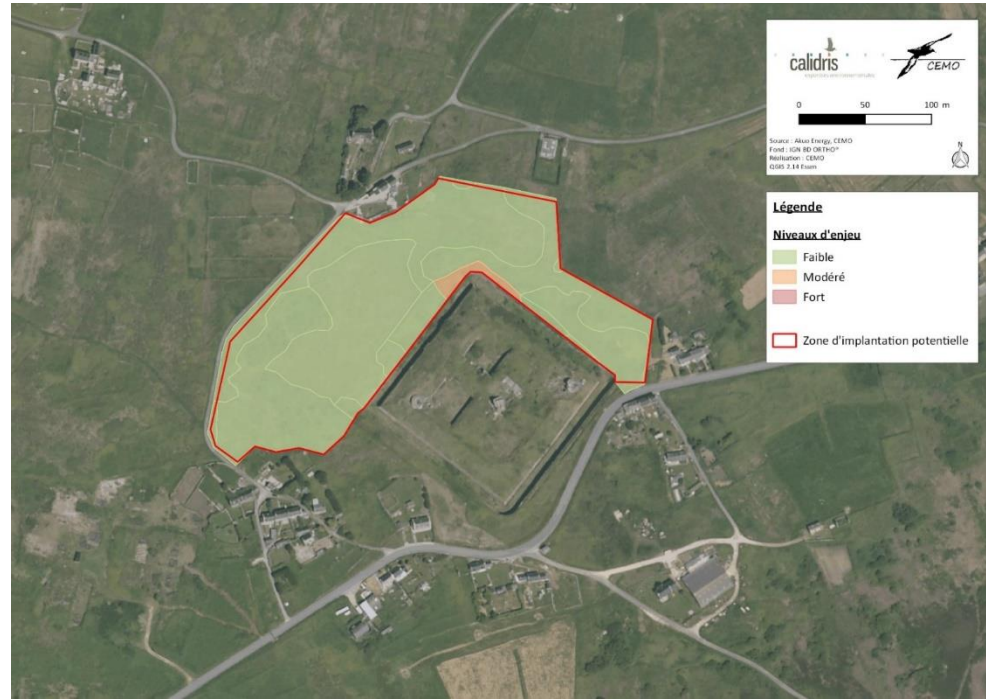 calidris
CEMO
0 50 100 m
Source : Akuo Energy, CEMO
Fond : IGN BD ORTHO®
Réalisation : CEMO
QGIS 2.14 Essen
N
Légende
Niveaux d'enjeu
Faible
Modéré
Fort
Zone d'implantation potentielle